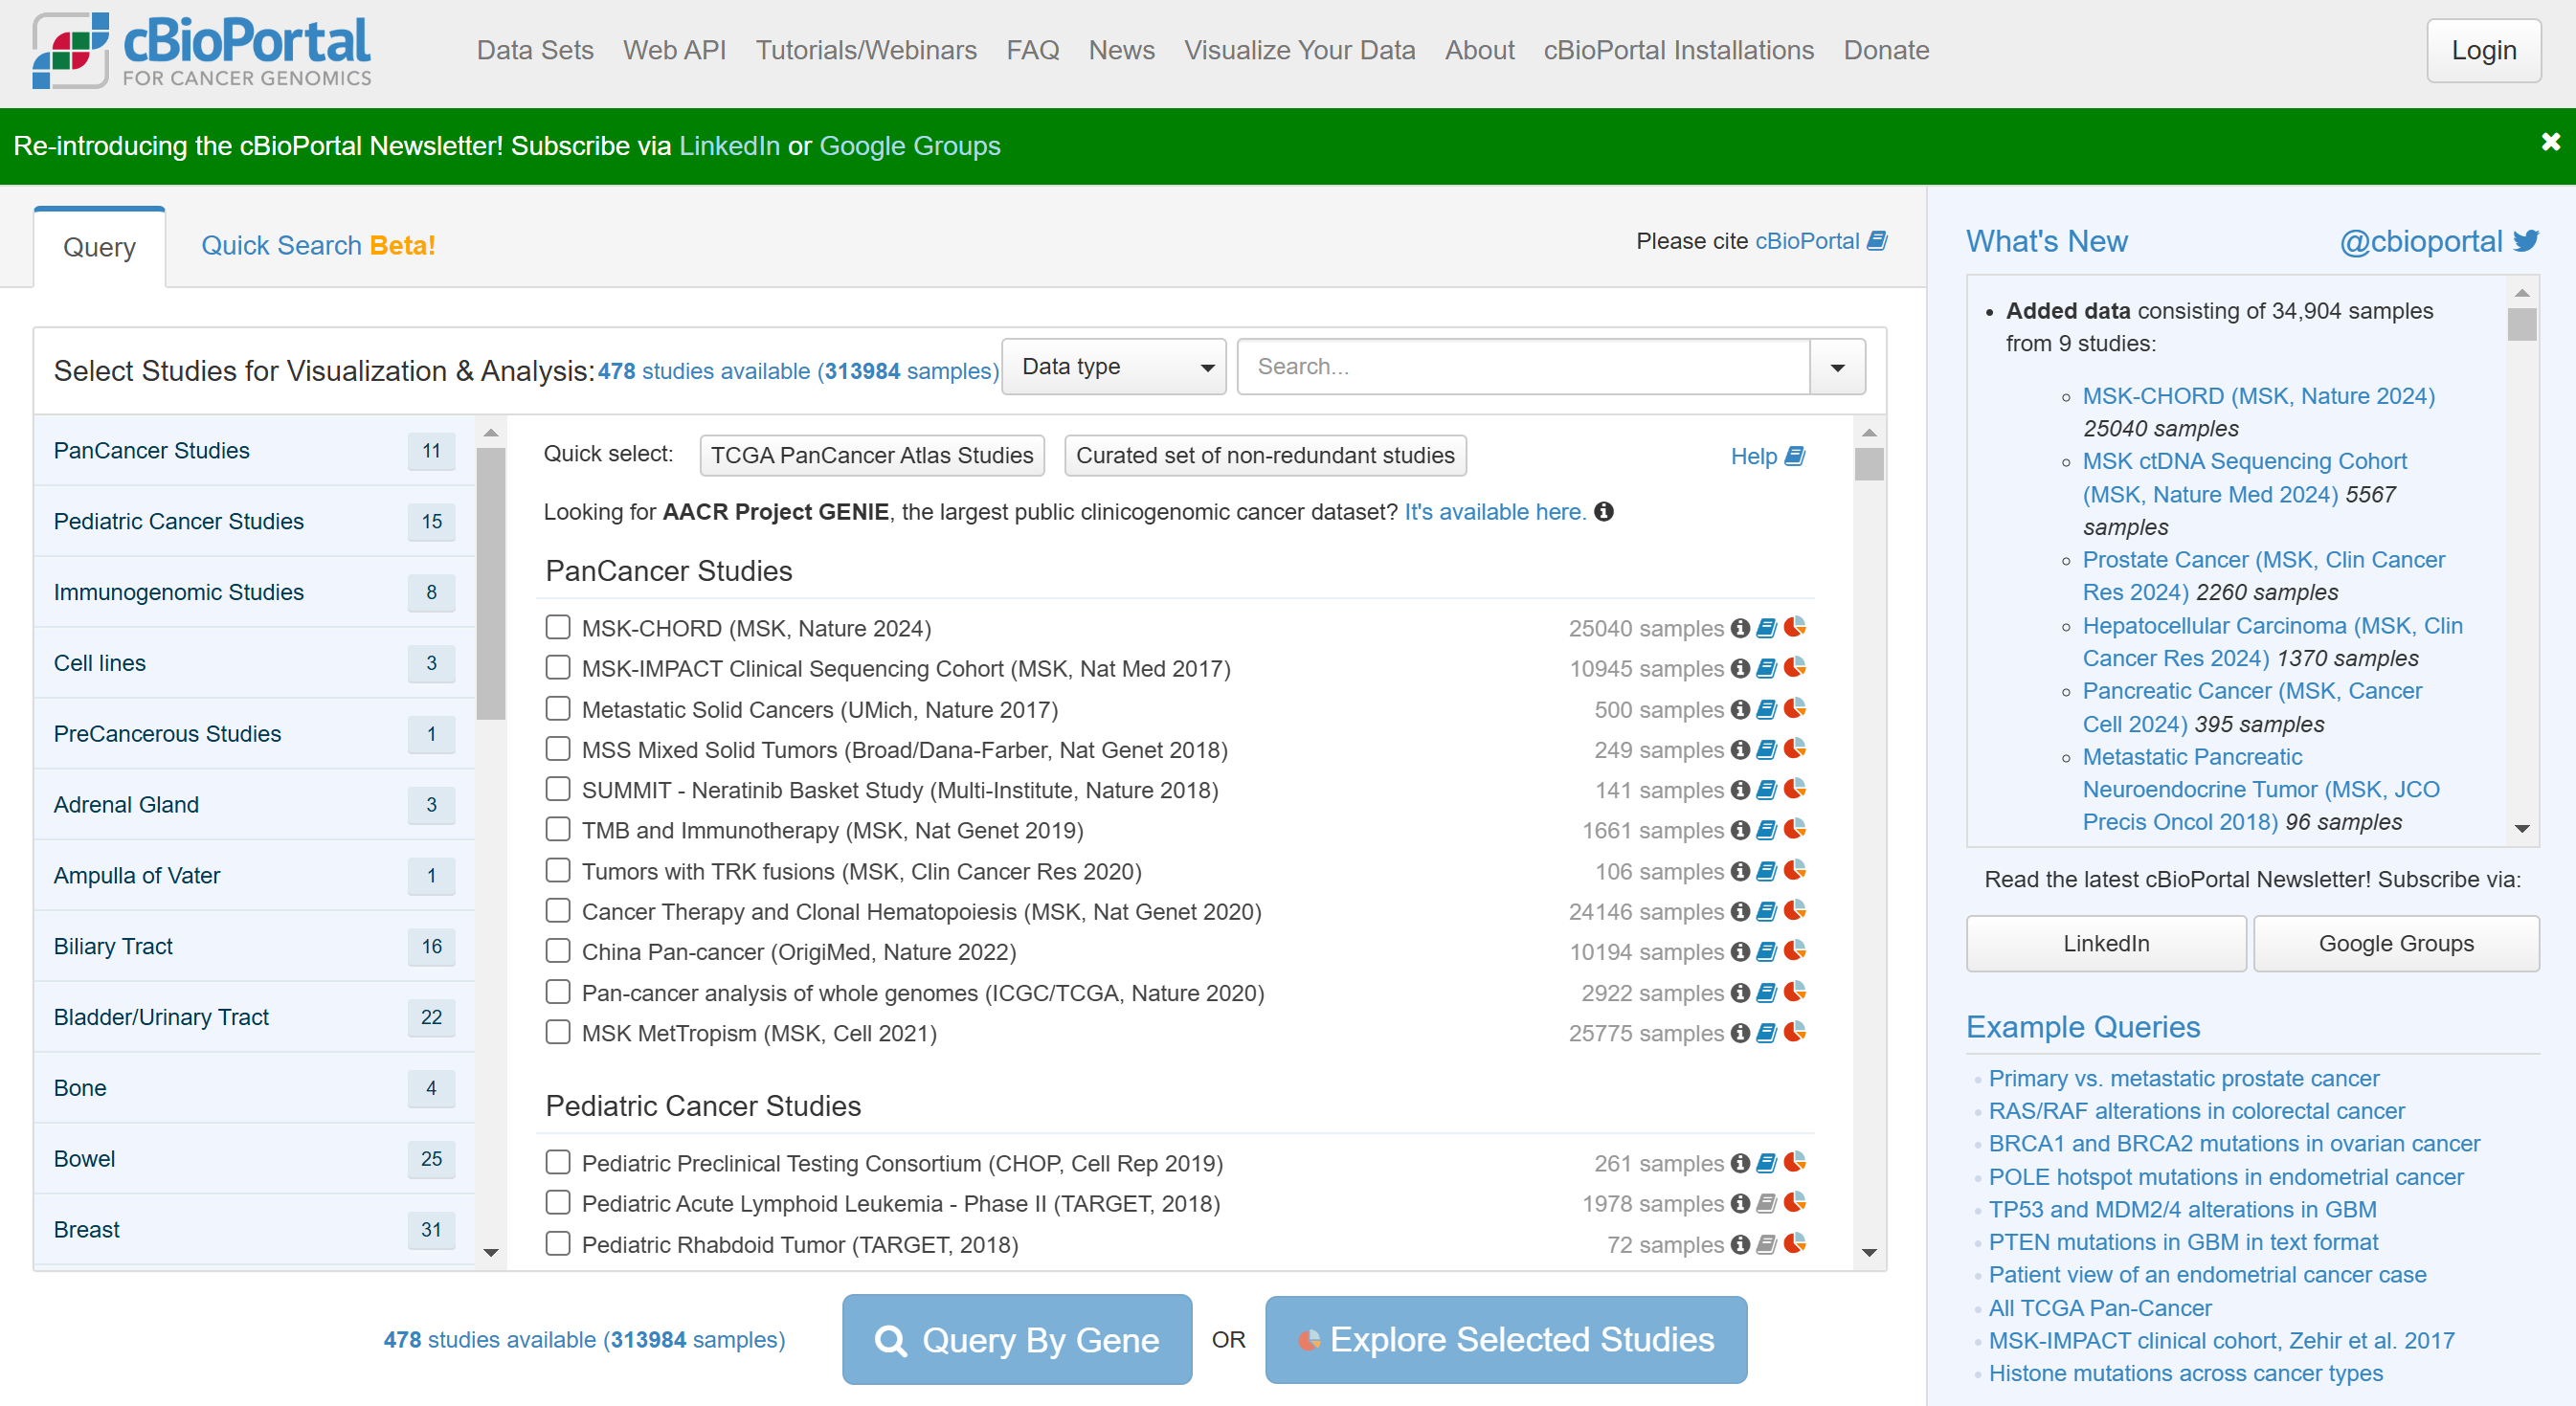 cBioPortal
FOR CANCER GENOMICS
Data Sets Web API Tutorials/Webinars FAQ News Visualize Your Data About cBioPortal Installations Donate
Login
Re-introducing the cBioPortal Newsletter! Subscribe via LinkedIn or Google Groups
Query
Quick Search Beta!
Please cite cBioPortal
Select Studies for Visualization & Analysis: 478 studies available (313984 samples)
Data type
Search...
PanCancer Studies 11
Pediatric Cancer Studies 15
Immunogenomic Studies 8
Cell lines 3
PreCancerous Studies 1
Adrenal Gland 3
Ampulla of Vater 1
Biliary Tract 16
Bladder/Urinary Tract 22
Bone 4
Bowel 25
Breast 31
Quick select: TCGA PanCancer Atlas Studies Curated set of non-redundant studies Help
Looking for AACR Project GENIE, the largest public clinicogenomic cancer dataset? It's available here.
PanCancer Studies
MSK-CHORD (MSK, Nature 2024) 25040 samples
MSK-IMPACT Clinical Sequencing Cohort (MSK, Nat Med 2017) 10945 samples
Metastatic Solid Cancers (UMich, Nature 2017) 500 samples
MSS Mixed Solid Tumors (Broad/Dana-Farber, Nat Genet 2018) 249 samples
SUMMIT - Neratinib Basket Study (Multi-Institute, Nature 2018) 141 samples
TMB and Immunotherapy (MSK, Nat Genet 2019) 1661 samples
Tumors with TRK fusions (MSK, Clin Cancer Res 2020) 106 samples
Cancer Therapy and Clonal Hematopoiesis (MSK, Nat Genet 2020) 24146 samples
China Pan-cancer (OrigiMed, Nature 2022) 10194 samples
Pan-cancer analysis of whole genomes (ICGC/TCGA, Nature 2020) 2922 samples
MSK MetTropism (MSK, Cell 2021) 25775 samples
Pediatric Cancer Studies
Pediatric Preclinical Testing Consortium (CHOP, Cell Rep 2019) 261 samples
Pediatric Acute Lymphoid Leukemia - Phase II (TARGET, 2018) 1978 samples
Pediatric Rhabdoid Tumor (TARGET, 2018) 72 samples
478 studies available (313984 samples)
Query By Gene
OR
Explore Selected Studies
What's New
@cbioportal
Added data consisting of 34,904 samples
from 9 studies:
MSK-CHORD (MSK, Nature 2024)
25040 samples
MSK ctDNA Sequencing Cohort
(MSK, Nature Med 2024) 5567
samples
Prostate Cancer (MSK, Clin Cancer
Res 2024) 2260 samples
Hepatocellular Carcinoma (MSK, Clin
Cancer Res 2024) 1370 samples
Pancreatic Cancer (MSK, Cancer
Cell 2024) 395 samples
Metastatic Pancreatic
Neuroendocrine Tumor (MSK, JCO
Precis Oncol 2018) 96 samples
Read the latest cBioPortal Newsletter! Subscribe via:
LinkedIn
Google Groups
Example Queries
Primary vs. metastatic prostate cancer
RAS/RAF alterations in colorectal cancer
BRCA1 and BRCA2 mutations in ovarian cancer
POLE hotspot mutations in endometrial cancer
TP53 and MDM2/4 alterations in GBM
PTEN mutations in GBM in text format
Patient view of an endometrial cancer case
All TCGA Pan-Cancer
MSK-IMPACT clinical cohort, Zehir et al. 2017
Histone mutations across cancer types